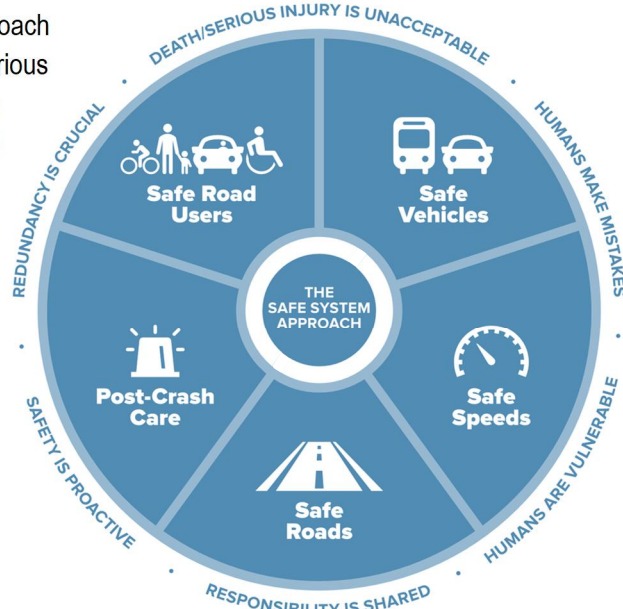 oach
rious
DEATH/SERIOUS INJURY IS UNACCEPTABLE
HUMANS MAKE MISTAKES
HUMANS ARE VULNERABLE
RESPONSIBILITY IS SHARED
SAFETY IS PROACTIVE
REDUNDANCY IS CRUCIAL
Safe Road
Users
Safe
Vehicles
Safe
Speeds
Safe
Roads
Post-Crash
Care
THE
SAFE SYSTEM
APPROACH